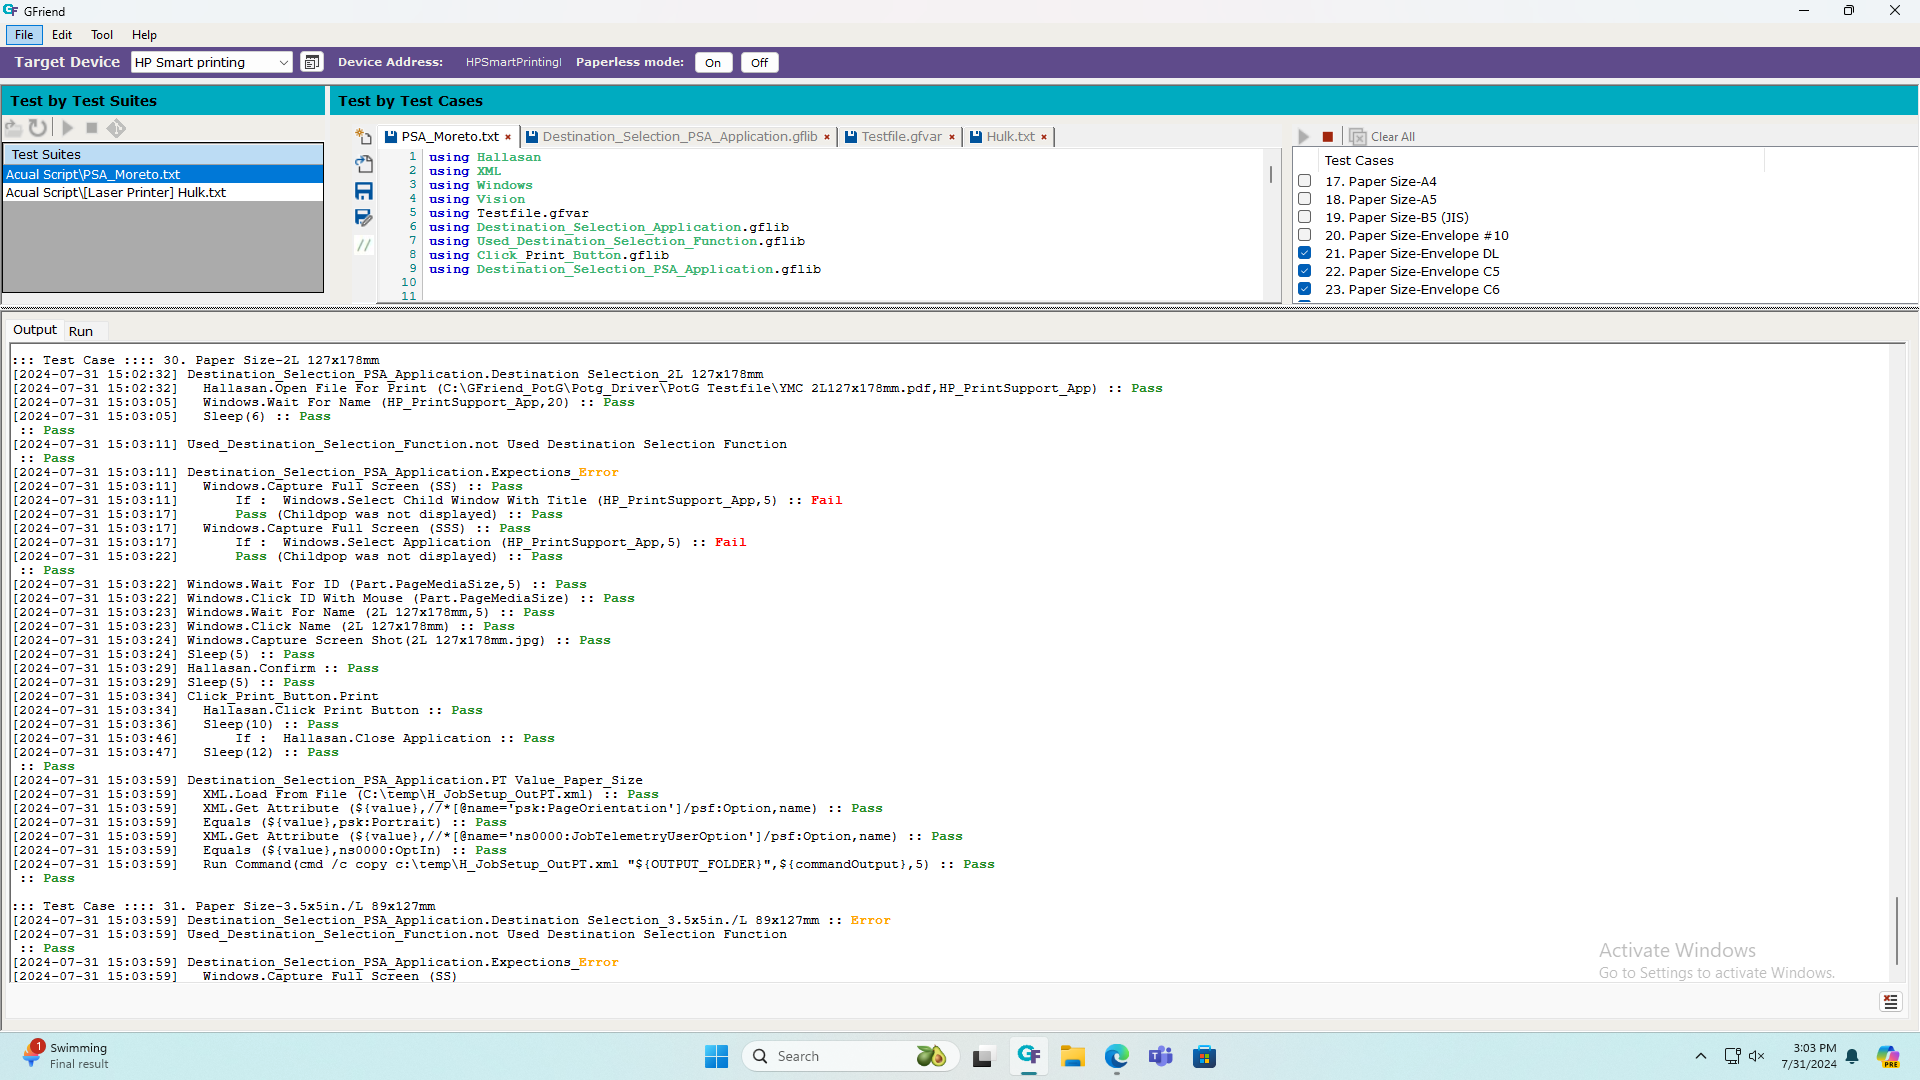 GFriend
File Edit Tool Help
Target Device HP Smart printing Device Address: HPSmartPrintingI Paperless mode: On Off
Test by Test Suites
Test by Test Cases
Test Suites
Acual Script\PSA_Moreto.txt
Acual Script\[Laser Printer] Hulk.txt
PSA_Moreto.txt × Destination_Selection_PSA_Application.gflib × Testfile.gfvar × Hulk.txt ×
1 using Hallasan
2 using XML
3 using Windows
4 using Vision
5 using Testfile.gfvar
6 using Destination_Selection_Application.gflib
7 using Used_Destination_Selection_Function.gflib
8 using Click_Print_Button.gflib
9 using Destination_Selection_PSA_Application.gflib
10
11
Clear All
Test Cases
17. Paper Size-A4
18. Paper Size-A5
19. Paper Size-B5 (JIS)
20. Paper Size-Envelope #10
21. Paper Size-Envelope DL
22. Paper Size-Envelope C5
23. Paper Size-Envelope C6
Output Run
::: Test Case :::: 30. Paper Size-2L 127x178mm
[2024-07-31 15:02:32] Destination_Selection_PSA_Application.Destination Selection_2L 127x178mm
[2024-07-31 15:02:32] Hallasan.Open File For Print (C:\GFriend_PotG\Potg_Driver\PotG Testfile\YMC 2L127x178mm.pdf,HP_PrintSupport_App) :: Pass
[2024-07-31 15:03:05] Windows.Wait For Name (HP_PrintSupport_App,20) :: Pass
[2024-07-31 15:03:05] Sleep(6) :: Pass
:: Pass
[2024-07-31 15:03:11] Used_Destination_Selection_Function.not Used Destination Selection Function
:: Pass
[2024-07-31 15:03:11] Destination_Selection_PSA_Application.Expections_Error
[2024-07-31 15:03:11] Windows.Capture Full Screen (SS) :: Pass
[2024-07-31 15:03:11] If : Windows.Select Child Window With Title (HP_PrintSupport_App,5) :: Fail
[2024-07-31 15:03:17] Pass (Childpop was not displayed) :: Pass
[2024-07-31 15:03:17] Windows.Capture Full Screen (SSS) :: Pass
[2024-07-31 15:03:17] If : Windows.Select Application (HP_PrintSupport_App,5) :: Fail
[2024-07-31 15:03:22] Pass (Childpop was not displayed) :: Pass
:: Pass
[2024-07-31 15:03:22] Windows.Wait For ID (Part.PageMediaSize,5) :: Pass
[2024-07-31 15:03:22] Windows.Click ID With Mouse (Part.PageMediaSize) :: Pass
[2024-07-31 15:03:23] Windows.Wait For Name (2L 127x178mm,5) :: Pass
[2024-07-31 15:03:23] Windows.Click Name (2L 127x178mm) :: Pass
[2024-07-31 15:03:24] Windows.Capture Screen Shot(2L 127x178mm.jpg) :: Pass
[2024-07-31 15:03:24] Sleep(5) :: Pass
[2024-07-31 15:03:29] Hallasan.Confirm :: Pass
[2024-07-31 15:03:29] Sleep(5) :: Pass
[2024-07-31 15:03:34] Click_Print_Button.Print
[2024-07-31 15:03:34] Hallasan.Click Print Button :: Pass
[2024-07-31 15:03:36] Sleep(10) :: Pass
[2024-07-31 15:03:46] If : Hallasan.Close Application :: Pass
[2024-07-31 15:03:47] Sleep(12) :: Pass
:: Pass
[2024-07-31 15:03:59] Destination_Selection_PSA_Application.PT Value_Paper_Size
[2024-07-31 15:03:59] XML.Load From File (C:\temp\H_JobSetup_OutPT.xml) :: Pass
[2024-07-31 15:03:59] XML.Get Attribute (${value},//*[@name='psk:PageOrientation']/psf:Option,name) :: Pass
[2024-07-31 15:03:59] Equals (${value},psk:Portrait) :: Pass
[2024-07-31 15:03:59] XML.Get Attribute (${value},//*[@name='ns0000:JobTelemetryUserOption']/psf:Option,name) :: Pass
[2024-07-31 15:03:59] Equals (${value},ns0000:OptIn) :: Pass
[2024-07-31 15:03:59] Run Command(cmd /c copy c:\temp\H_JobSetup_OutPT.xml "${OUTPUT_FOLDER}",${commandOutput},5) :: Pass
:: Pass
::: Test Case :::: 31. Paper Size-3.5x5in./L 89x127mm
[2024-07-31 15:03:59] Destination_Selection_PSA_Application.Destination Selection_3.5x5in./L 89x127mm :: Error
[2024-07-31 15:03:59] Used_Destination_Selection_Function.not Used Destination Selection Function
:: Pass
[2024-07-31 15:03:59] Destination_Selection_PSA_Application.Expections_Error
[2024-07-31 15:03:59] Windows.Capture Full Screen (SS)
Activate Windows
Go to Settings to activate Windows.
1
Swimming
Final result
Search
3:03 PM
7/31/2024
PRE